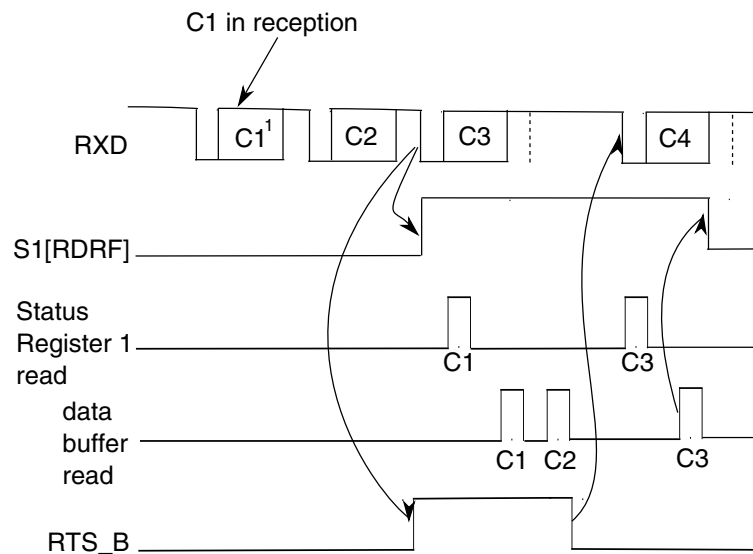 C1 in reception
RXD
C1¹
C2
C3
C4
S1[RDRF]
Status
Register 1
read
C1
C3
data
buffer
read
C1
C2
C3
RTS_B